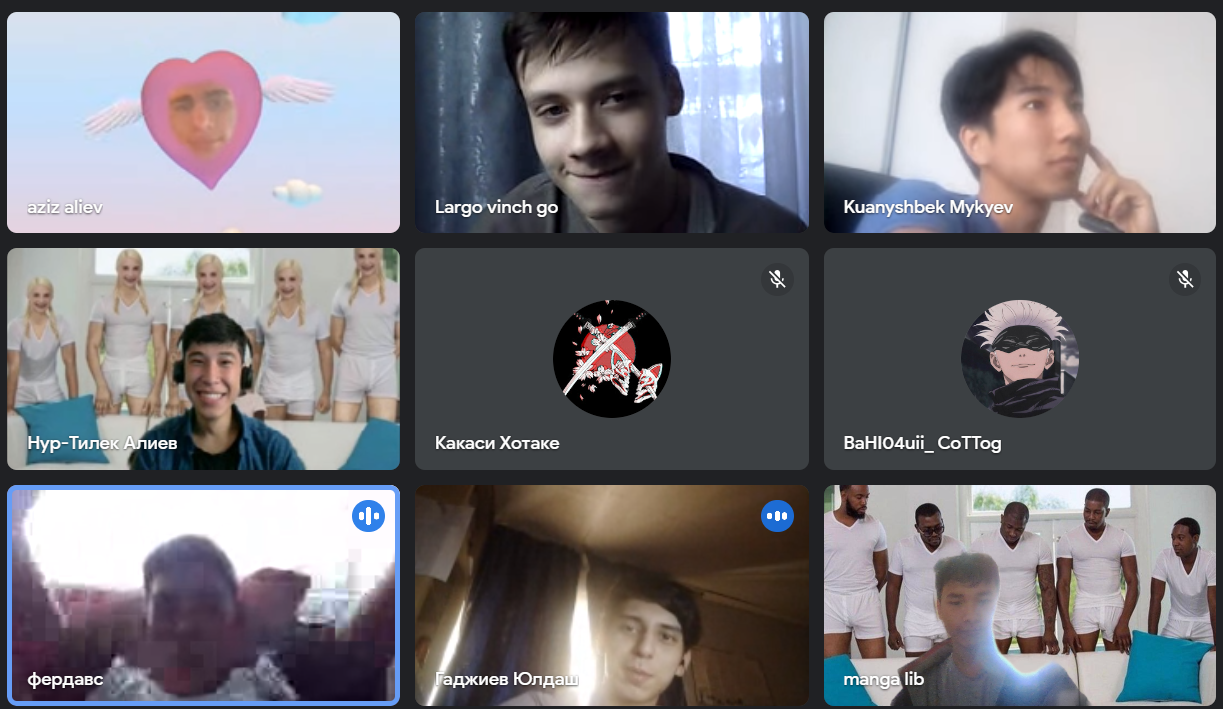 aziz aliev
Largo vinch go
Kuanyshbek Mykyev
Нур-Тилек Алиев
Какаси Хотаке
BaHI04uii_ CoTTog
фердавс
Гаджиев Юлдаш
manga lib